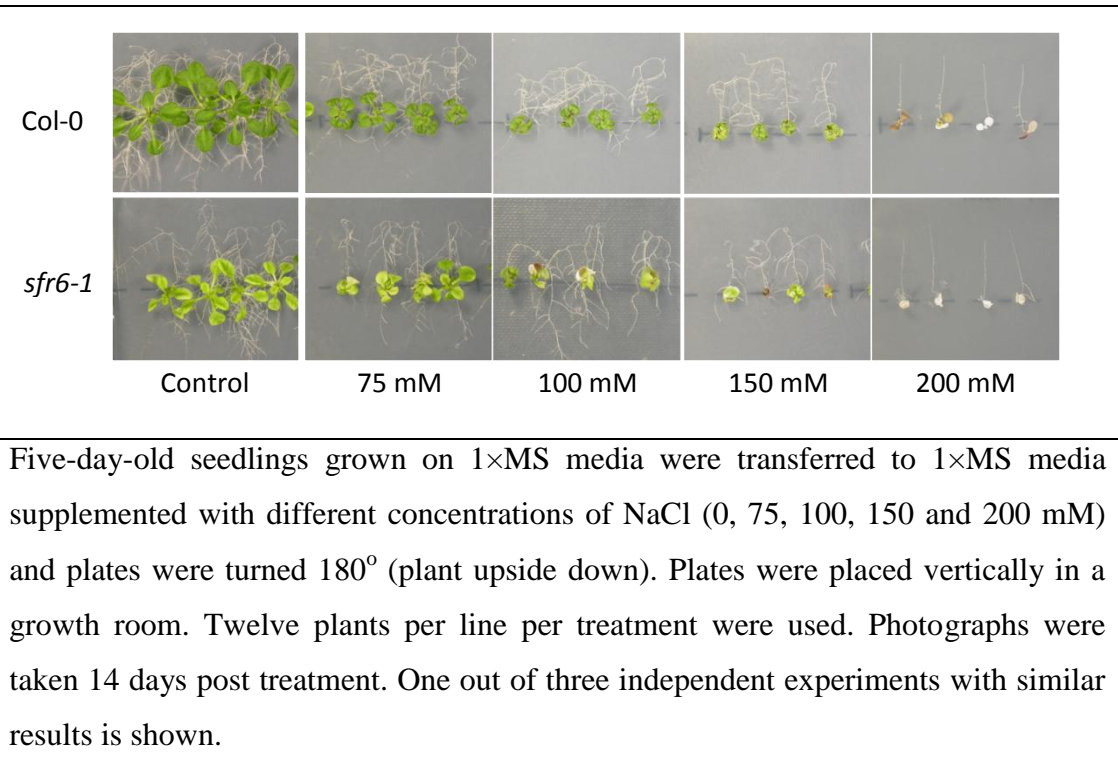 Col-0
sfr6-1
Control 75 mM 100 mM 150 mM 200 mM
Five-day-old seedlings grown on 1×MS media were transferred to 1×MS media
supplemented with different concentrations of NaCl (0, 75, 100, 150 and 200 mM)
and plates were turned 180° (plant upside down). Plates were placed vertically in a
growth room. Twelve plants per line per treatment were used. Photographs were
taken 14 days post treatment. One out of three independent experiments with similar
results is shown.